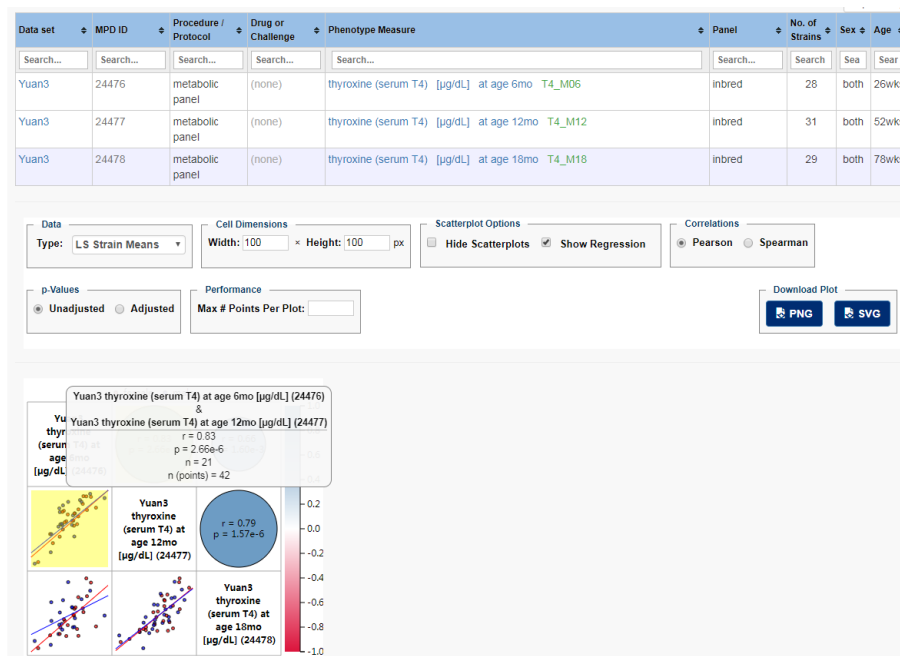 Data set MPD ID Procedure / Protocol Drug or Challenge Phenotype Measure Panel No. of Strains Sex Age
Search... Search... Search... Search... Search... Search... Search Sea Sear
Yuan3 24476 metabolic panel (none) thyroxine (serum T4) [µg/dL] at age 6mo T4_M06 inbred 28 both 26wks
Yuan3 24477 metabolic panel (none) thyroxine (serum T4) [µg/dL] at age 12mo T4_M12 inbred 31 both 52wks
Yuan3 24478 metabolic panel (none) thyroxine (serum T4) [µg/dL] at age 18mo T4_M18 inbred 29 both 78wks
Data
Type: LS Strain Means
Cell Dimensions
Width: 100 × Height: 100 px
Scatterplot Options
Hide Scatterplots Show Regression
Correlations
Pearson Spearman
p-Values
Unadjusted Adjusted
Performance
Max # Points Per Plot:
Download Plot
PNG SVG
Yuan3 thyroxine (serum T4) at age 6mo [µg/dL] (24476)
&
Yuan3 thyroxine (serum T4) at age 12mo [µg/dL] (24477)
r = 0.83
p = 2.66e-6
n = 21
n (points) = 42
Yuan3
thyroxine
(serum T4) at
age 12mo
[µg/dL] (24477)
r = 0.79
p = 1.57e-6
Yuan3
thyroxine
(serum T4) at
age 18mo
[µg/dL] (24478)
0.2
0.0
-0.2
-0.4
-0.6
-0.8
-1.0